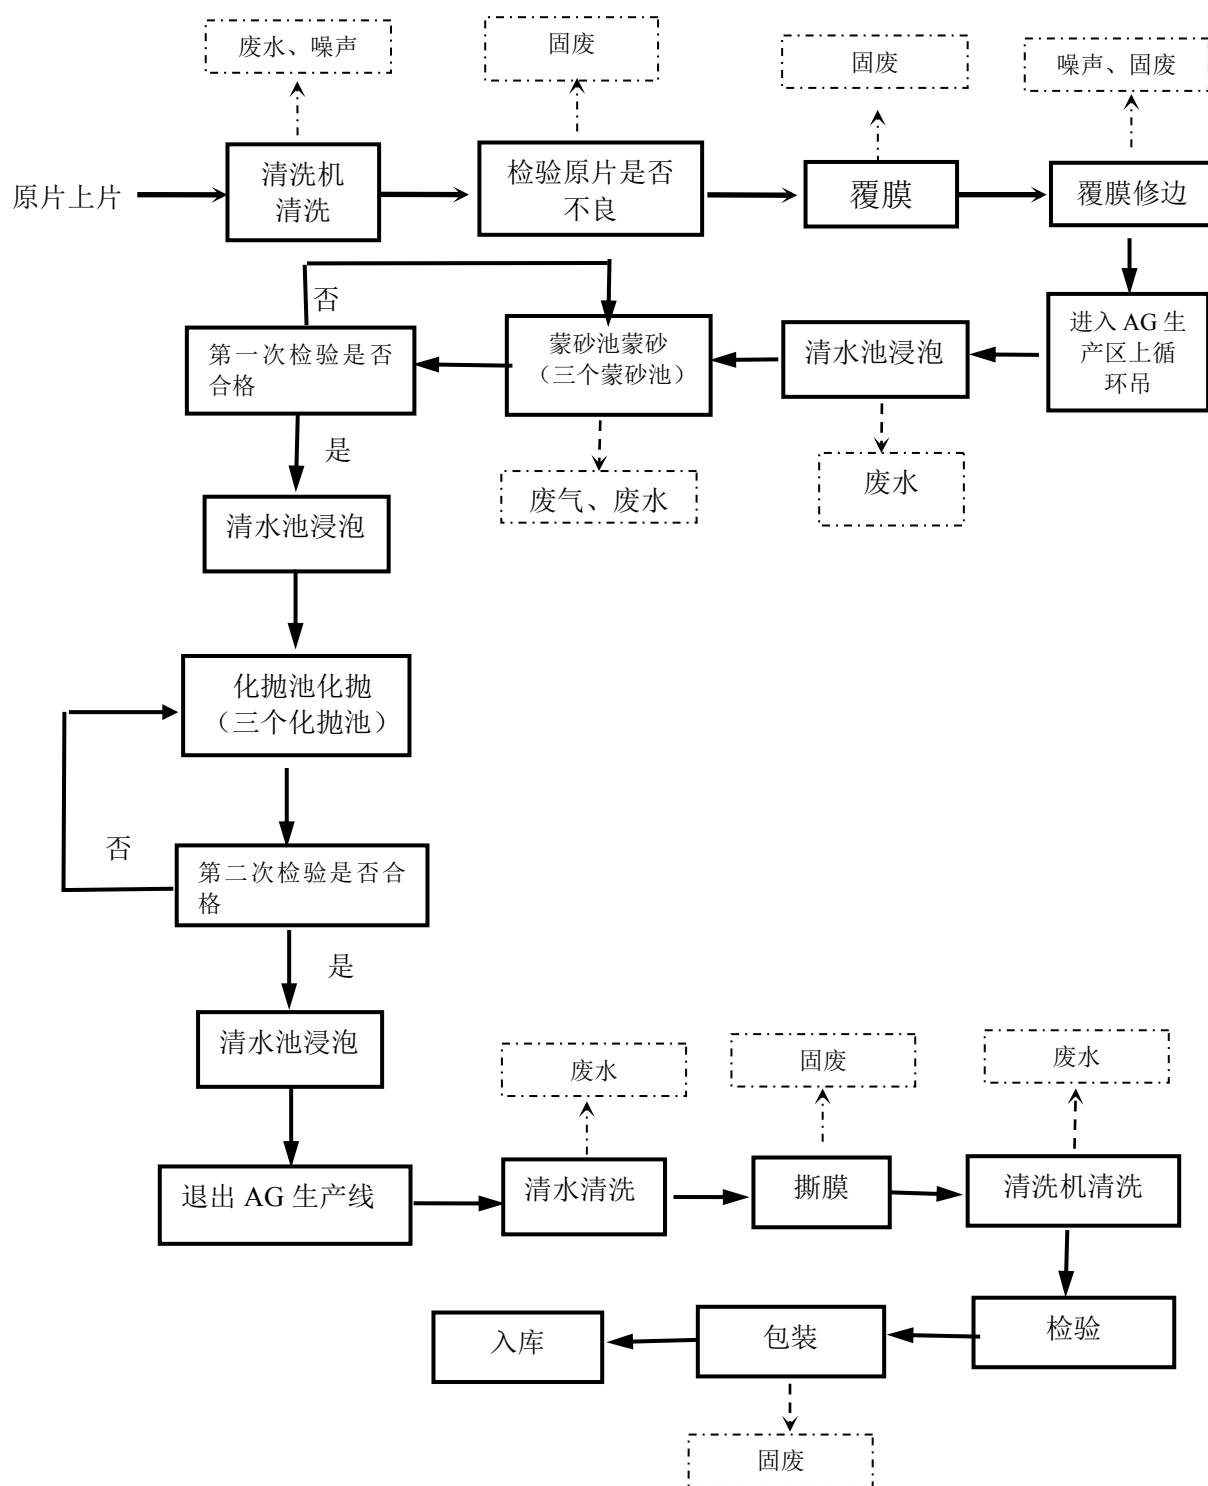 废水、噪声
固废
固废
噪声、固废
原片上片
清洗机
清洗
检验原片是否
不良
覆膜
覆膜修边
否
第一次检验是否
合格
蒙砂池蒙砂
（三个蒙砂池）
清水池浸泡
进入 AG 生
产区上循
环吊
是
废气、废水
废水
清水池浸泡
化抛池化抛
（三个化抛池）
否
第二次检验是否合
格
是
清水池浸泡
废水
固废
废水
退出 AG 生产线
清水清洗
撕膜
清洗机清洗
入库
包装
检验
固废